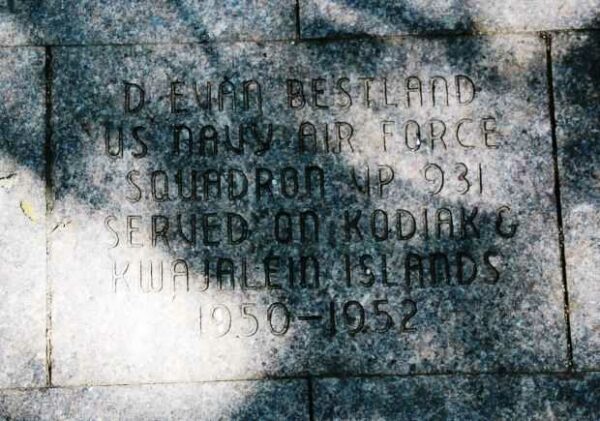 D EVAN BESTLAND
US NAVY AIR FORCE
SQUADRON VP 931
SERVED ON KODIAK &
KWAJALEIN ISLANDS
1950-1952